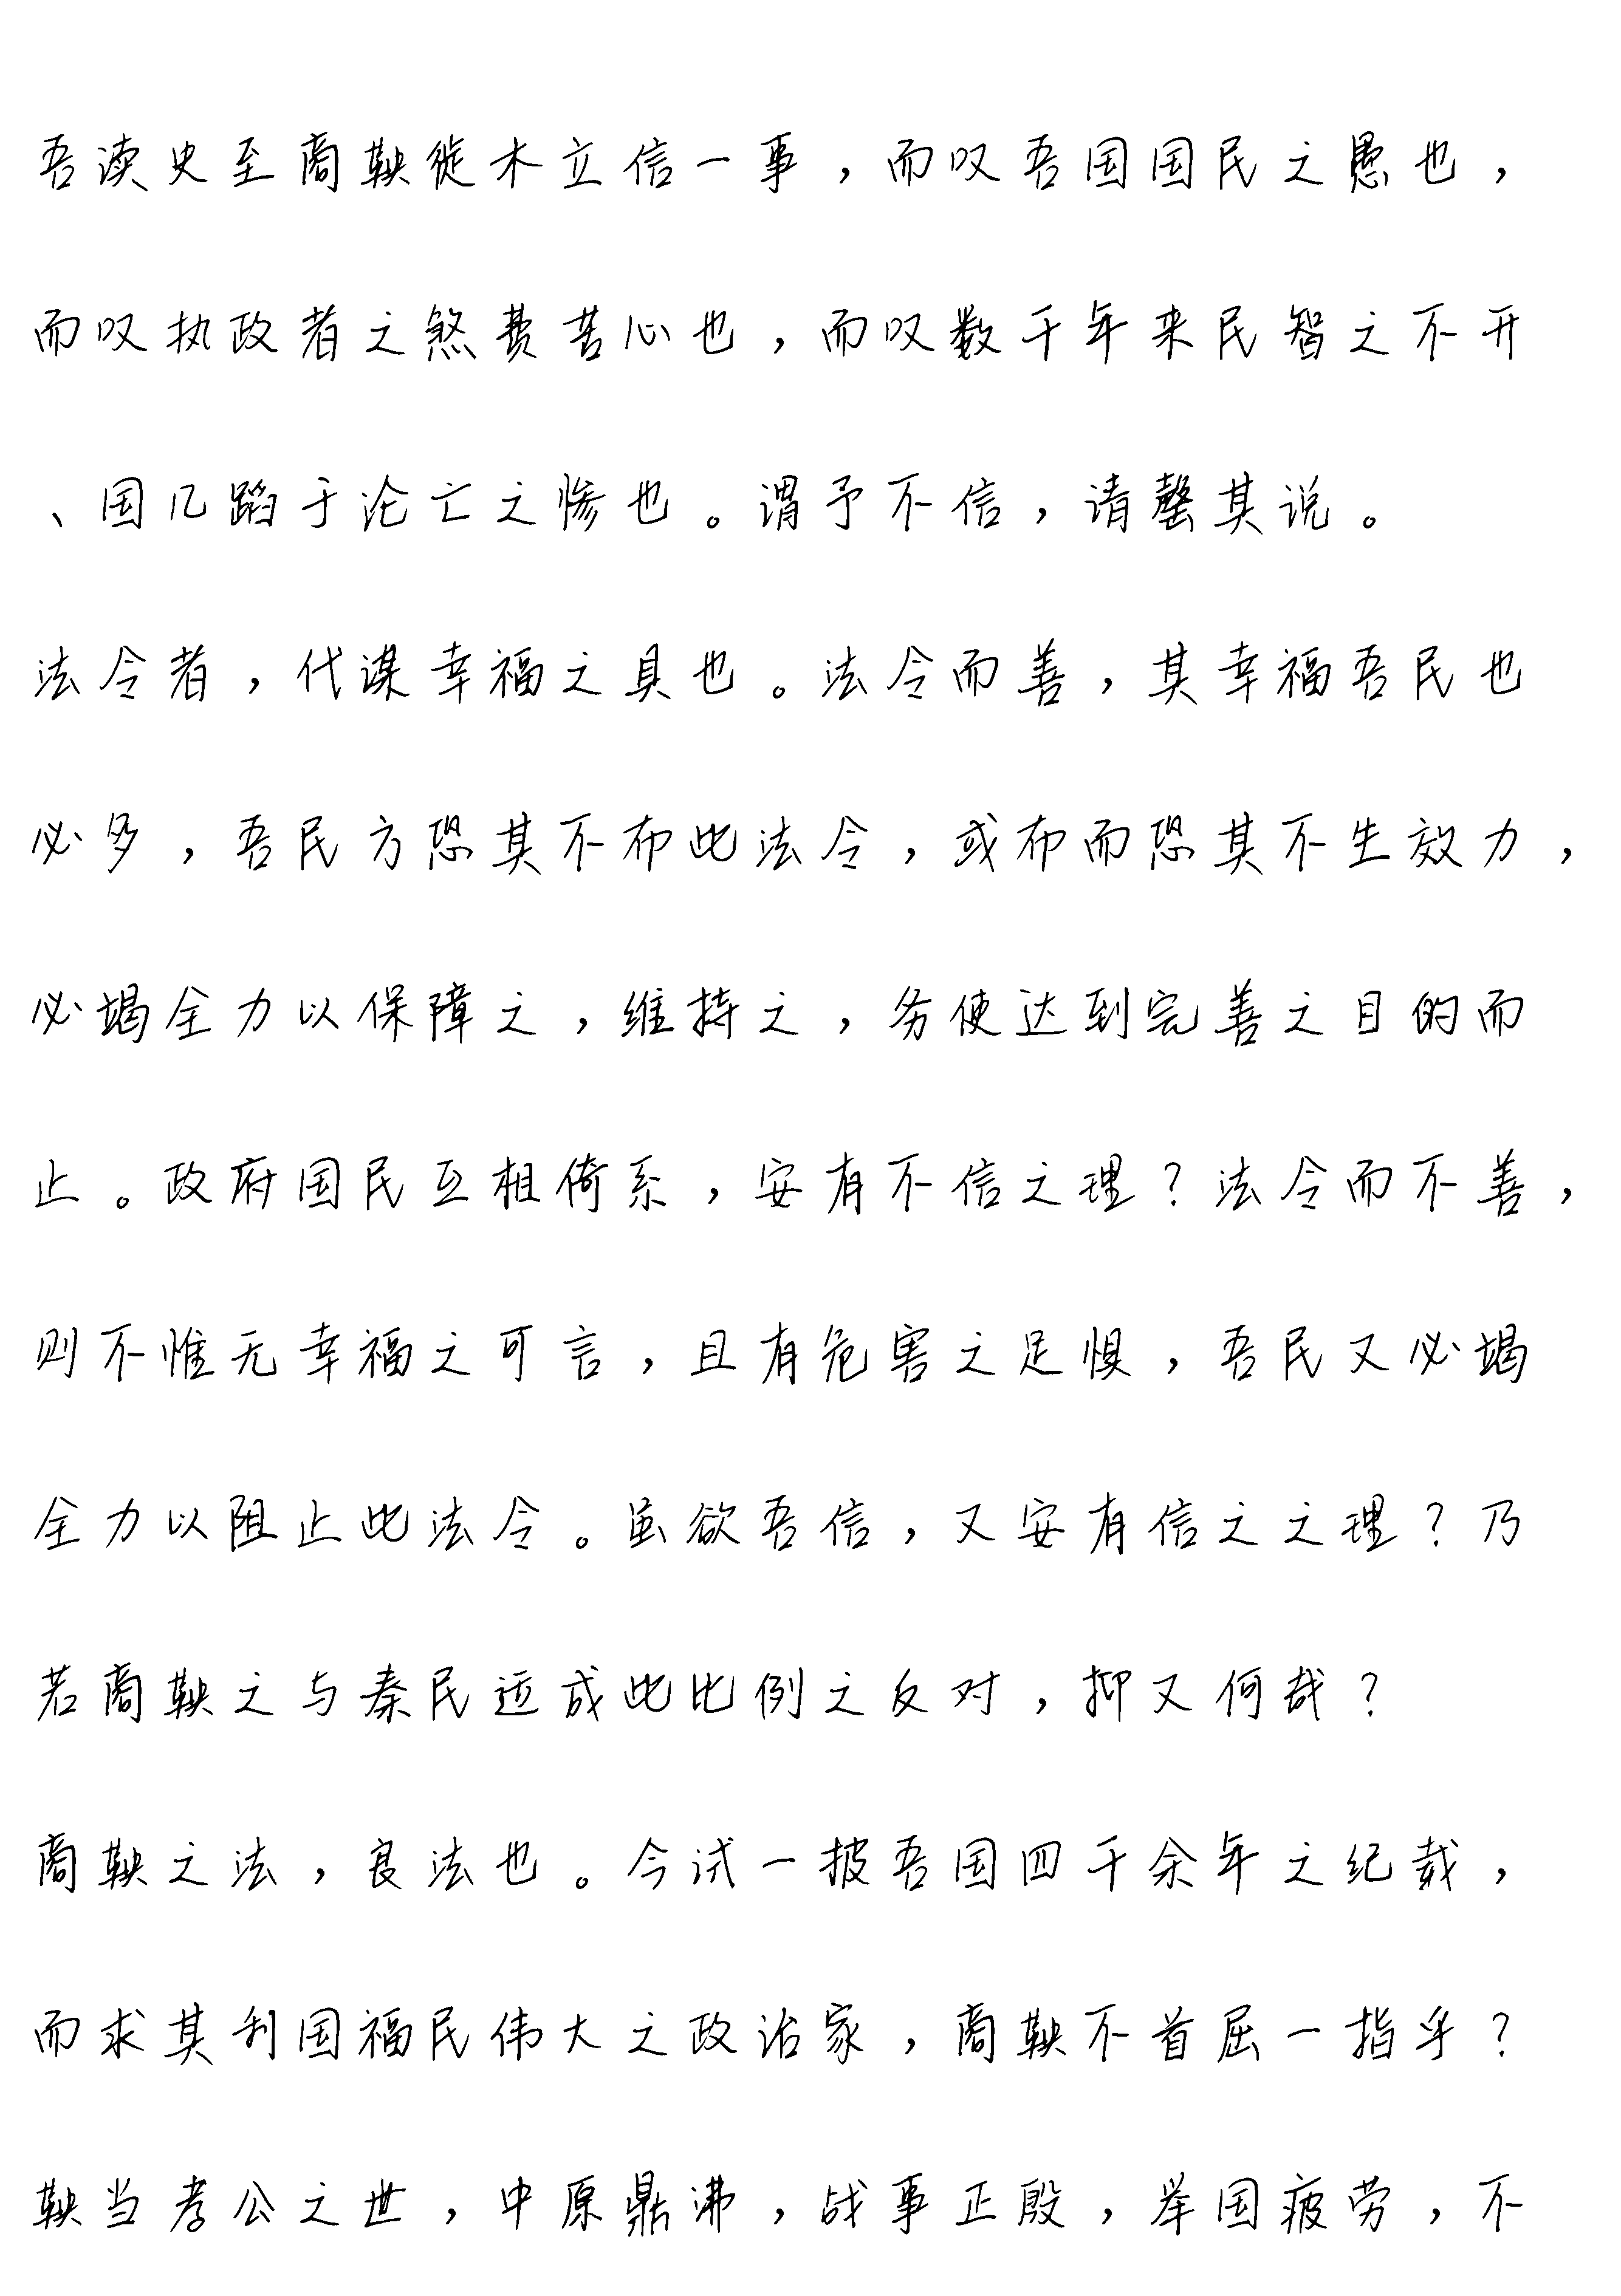 吾读史至商鞅徙木立信一事，而叹吾国国民之愚也，
而叹执政者之煞费苦心也，而叹数千年来民智之不开
、国几蹈于沦亡之惨也。谓予不信，请罄其说。
法令者，代谋幸福之具也。法令而善，其幸福吾民也
必多，吾民方恐其不布此法令，或布而恐其不生效力，
必竭全力以保障之，维持之，务使达到完善之目的而
止。政府国民互相倚系，安有不信之理？法令而不善，
则不惟无幸福之可言，且有危害之足惧，吾民又必竭
全力以阻止此法令。虽欲吾信，又安有信之之理？乃
若商鞅之与秦民适成此比例之反对，抑又何哉？
商鞅之法，良法也。今试一披吾国四千余年之纪载，
而求其利国福民伟大之政治家，商鞅不首屈一指乎？
鞅当孝公之世，中原鼎沸，战事正殷，举国疲劳，不